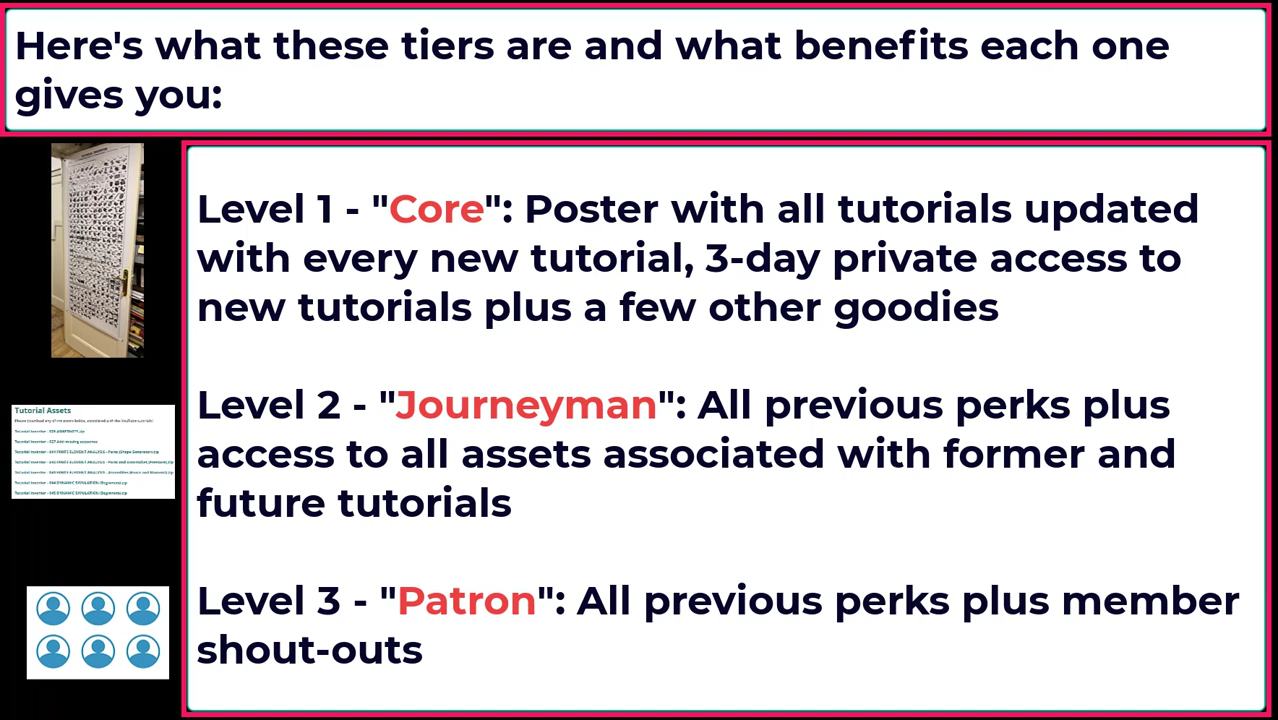 Here's what these tiers are and what benefits each one
gives you:
Level 1 - "Core": Poster with all tutorials updated
with every new tutorial, 3-day private access to
new tutorials plus a few other goodies
Level 2 - "Journeyman": All previous perks plus
access to all assets associated with former and
future tutorials
Level 3 - "Patron": All previous perks plus member
shout-outs
Tutorial Assets